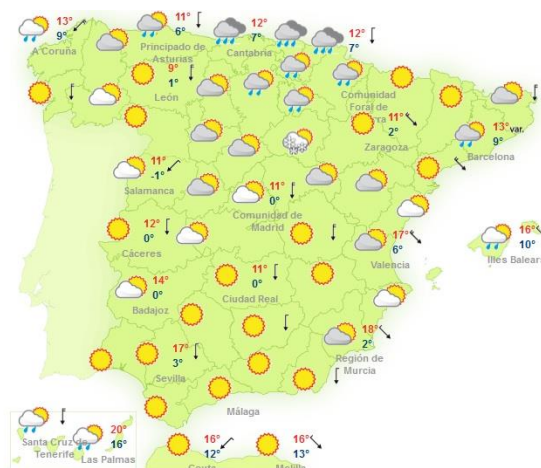 13°
9°
A Coruña
11°
6°
Principado de
Asturias
12°
7°
Cantabria
12°
7°
9°
1°
León
Comunidad
Foral de
11°
2°
Zaragoza
13° var.
9°
Barcelona
11°
-1°
Salamanca
11°
0°
Comunidad de
Madrid
12°
0°
Cáceres
17°
6°
Valencia
16°
10°
Illes Balears
14°
0°
Badajoz
11°
0°
Ciudad Real
18°
2°
Región de
Murcia
17°
3°
Sevilla
Málaga
Santa Cruz de
Tenerife
20°
16°
Las Palmas
16°
12°
Ceuta
16°
13°
Melilla